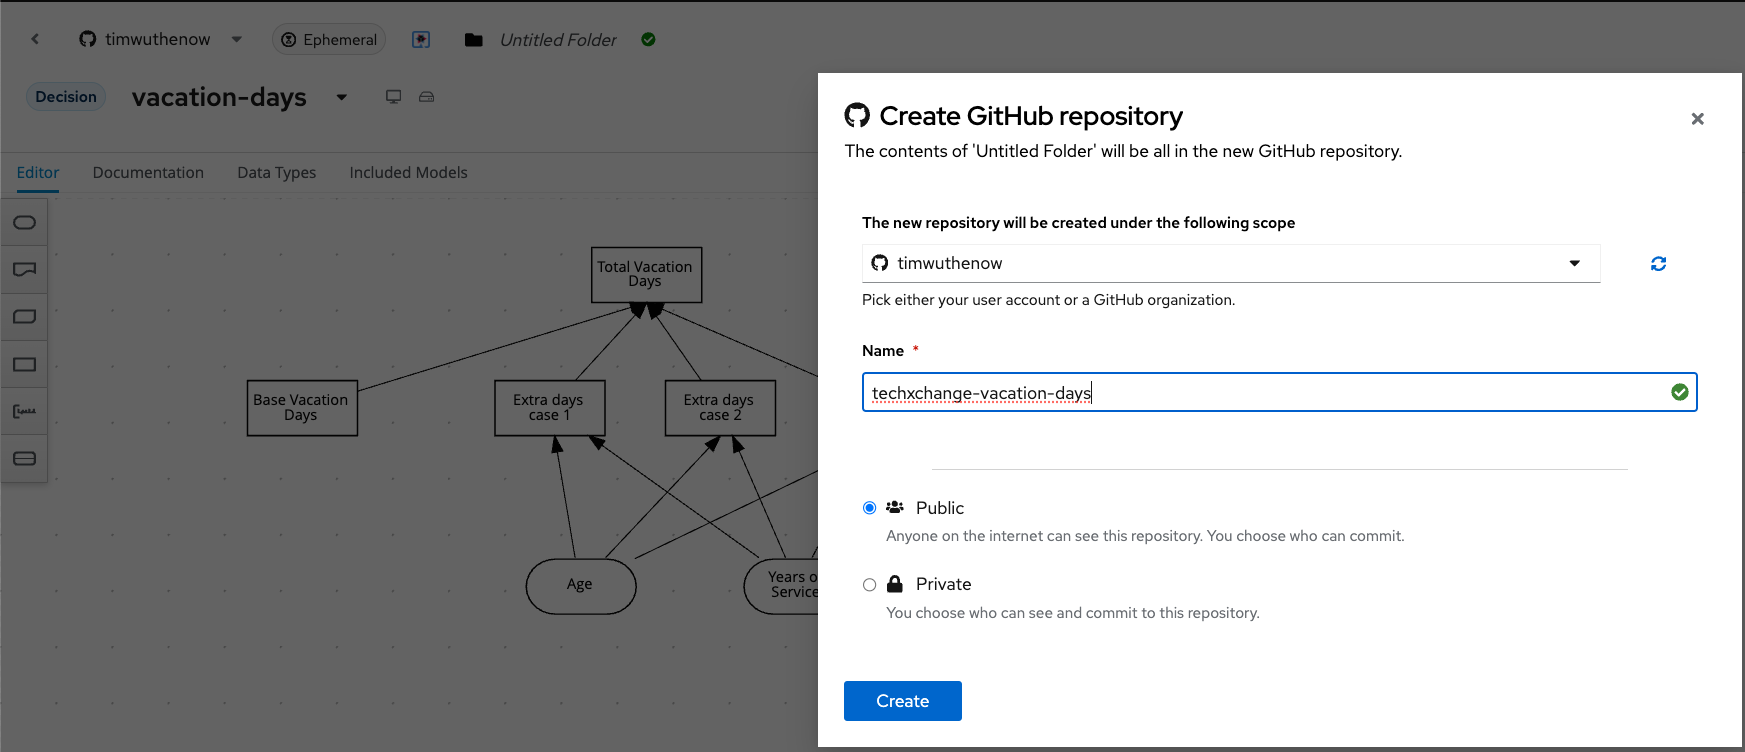 timwuthenow
Ephemeral
Untitled Folder
Decision
vacation-days
Editor
Documentation
Data Types
Included Models
Total Vacation
Days
Base Vacation
Days
Extra days
case 1
Extra days
case 2
Age
Years o
Service
Create GitHub repository
The contents of 'Untitled Folder' will be all in the new GitHub repository.
The new repository will be created under the following scope
timwuthenow
Pick either your user account or a GitHub organization.
Name *
techxchange-vacation-days
Public
Anyone on the internet can see this repository. You choose who can commit.
Private
You choose who can see and commit to this repository.
Create